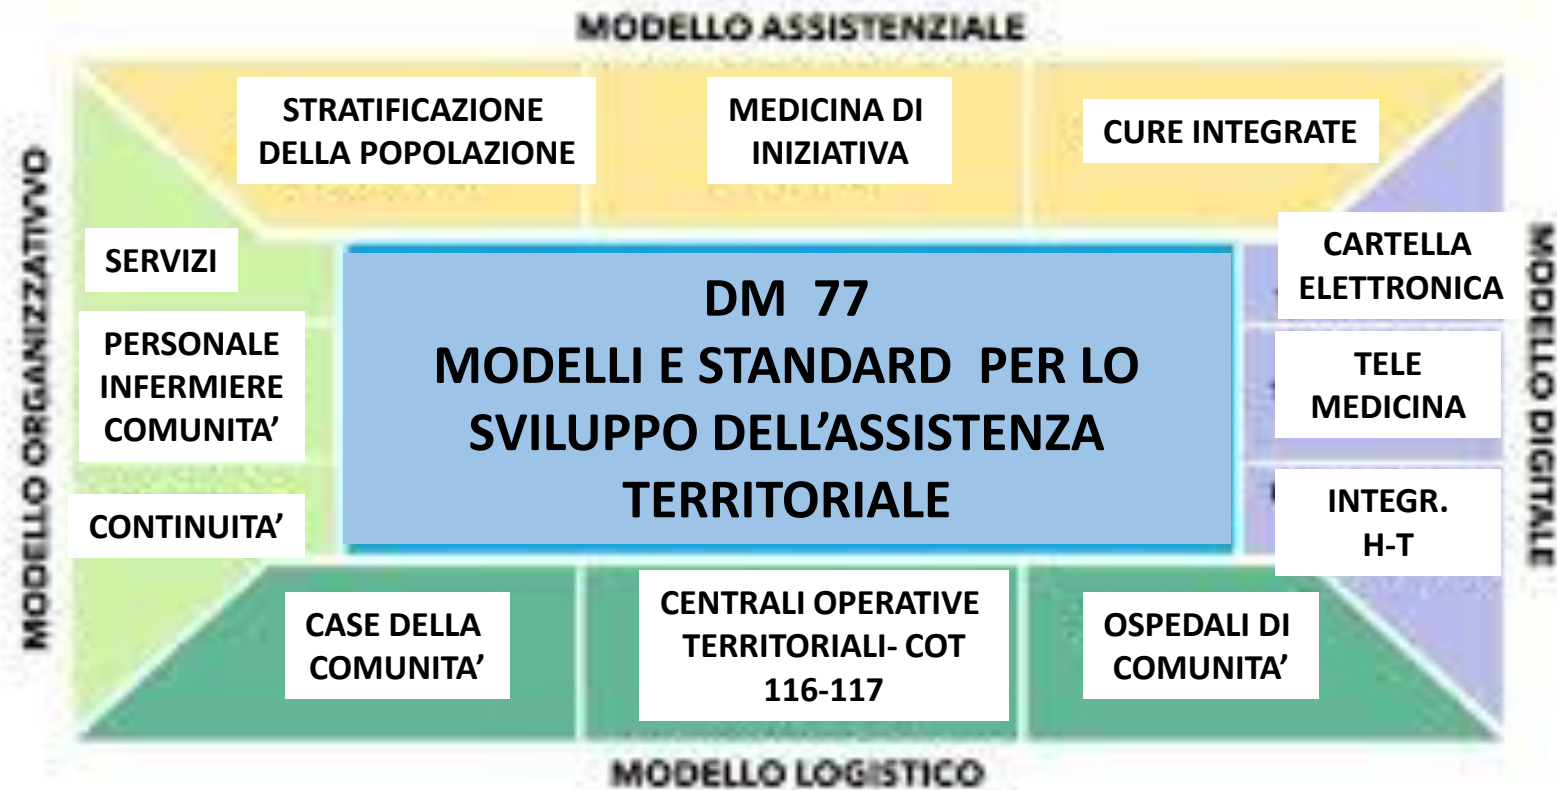 MODELLO ASSISTENZIALE
STRATIFICAZIONE
DELLA POPOLAZIONE
MEDICINA DI
INIZIATIVA
CURE INTEGRATE
MODELLO ORGANIZZATIVO
SERVIZI
PERSONALE
INFERMIERE
COMUNITA’
CONTINUITA’
DM 77
MODELLI E STANDARD PER LO
SVILUPPO DELL’ASSISTENZA
TERRITORIALE
CARTELLA
ELETTRONICA
TELE
MEDICINA
INTEGR.
H-T
MODELLO DIGITALE
CASE DELLA
COMUNITA’
CENTRALI OPERATIVE
TERRITORIALI- COT
116-117
OSPEDALI DI
COMUNITA’
MODELLO LOGISTICO